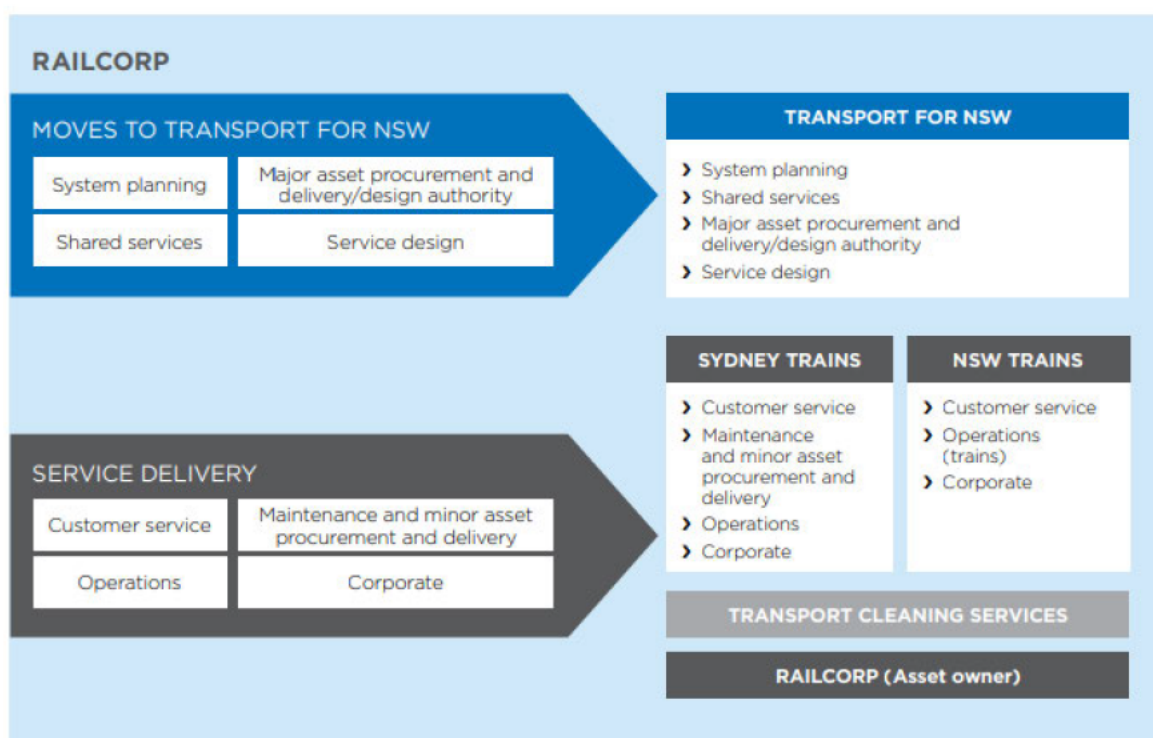 RAILCORP
MOVES TO TRANSPORT FOR NSW
System planning
Major asset procurement and
delivery/design authority
Shared services
Service design
TRANSPORT FOR NSW
❯ System planning
❯ Shared services
❯ Major asset procurement and
delivery/design authority
❯ Service design
SERVICE DELIVERY
Customer service
Maintenance and minor asset
procurement and delivery
Operations
Corporate
SYDNEY TRAINS
❯ Customer service
❯ Maintenance
and minor asset
procurement and
delivery
❯ Operations
❯ Corporate
NSW TRAINS
❯ Customer service
❯ Operations
(trains)
❯ Corporate
TRANSPORT CLEANING SERVICES
RAILCORP (Asset owner)